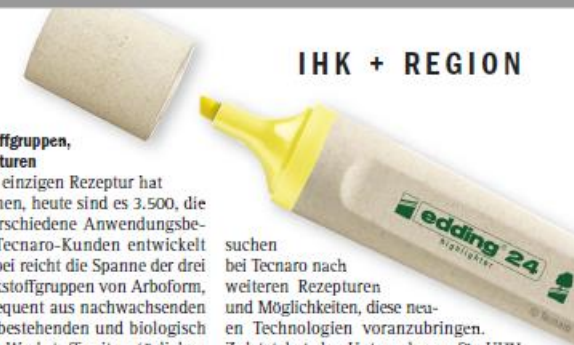 IHK + REGION
ffgruppen,
turen
einzigen Rezeptur hat
nen, heute sind es 3.500, die
rschiedene Anwendungsbe-
Tecnaro-Kunden entwickelt
bei reicht die Spanne der drei
kstoffgruppen von Arboform,
equent aus nachwachsenden
bestehenden und biologisch
suchen
bei Tecnaro nach
weiteren Rezepturen
und Möglichkeiten, diese neu-
en Technologien voranzubringen.
edding 24
highlighter